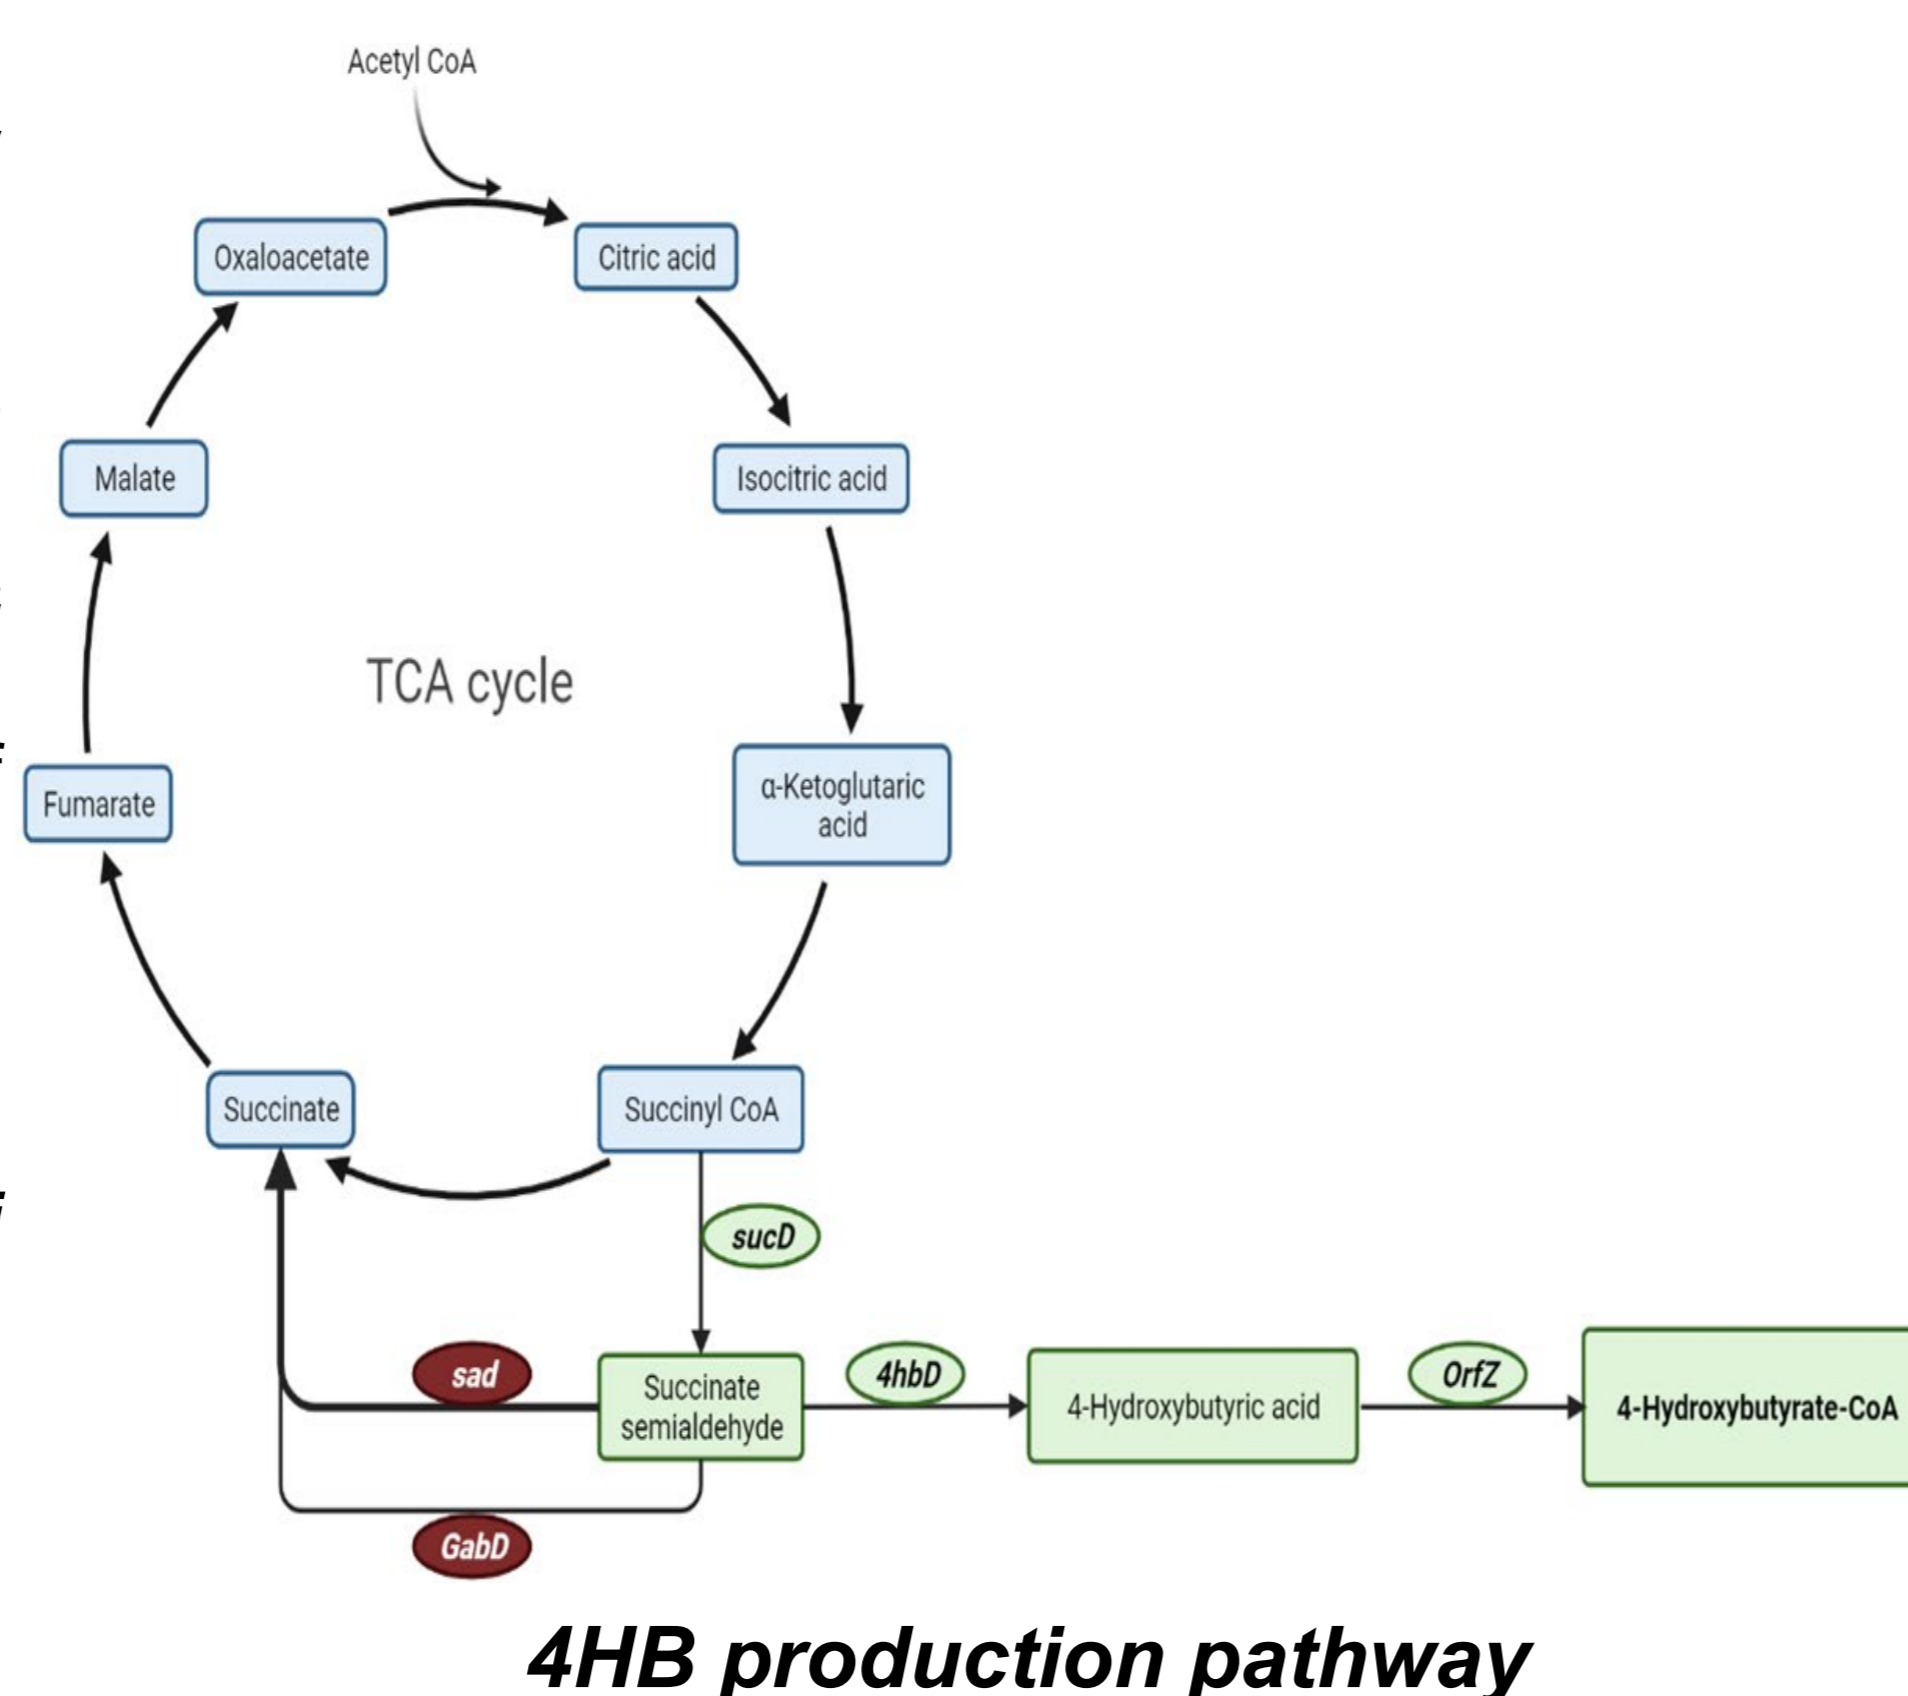 Acetyl CoA
Oxaloacetate
Citric acid
Malate
Isocitric acid
TCA cycle
Fumarate
α-Ketoglutaric
acid
Succinate
Succinyl CoA
sucD
sad
Succinate
semialdehyde
4hbD
4-Hydroxybutyric acid
OrfZ
4-Hydroxybutyrate-CoA
GabD
4HB production pathway